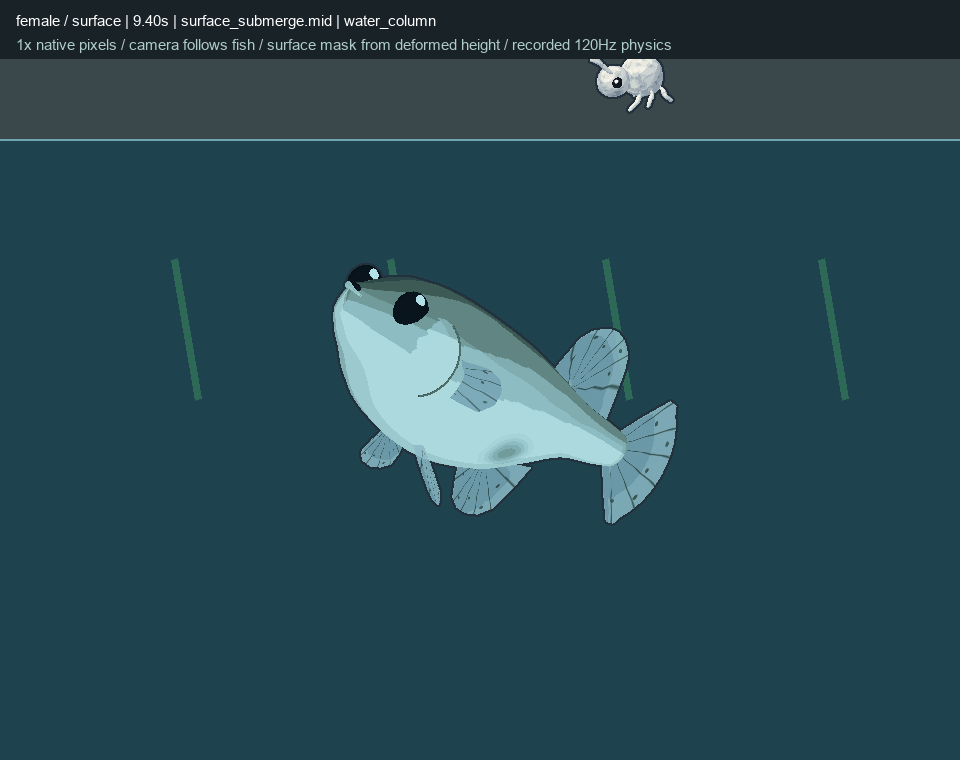 female / surface | 9.40s | surface_submerge.mid | water_column
1x native pixels / camera follows fish / surface mask from deformed height / recorded 120Hz physics